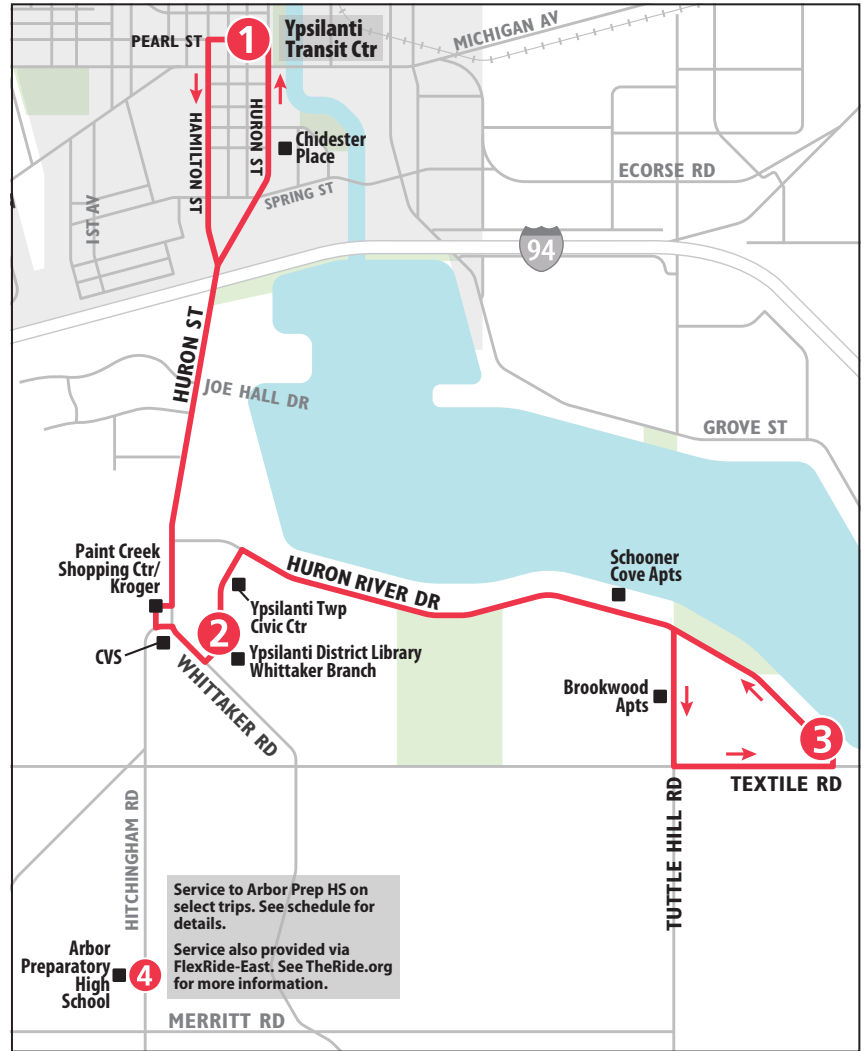 PEARL ST
1
Ypsilanti
Transit Ctr
MICHIGAN AV
HAMILTON ST
HURON ST
Chidester
Place
ECORSE RD
SPRING ST
1ST AV
94
HURON ST
JOE HALL DR
GROVE ST
Paint Creek
Shopping Ctr/
Kroger
HURON RIVER DR
Schooner
Cove Apts
Ypsilanti Twp
Civic Ctr
2
CVS
Ypsilanti District Library
Whittaker Branch
WHITTAKER RD
Brookwood
Apts
3
TEXTILE RD
TUTTLE HILL RD
HITCHINGHAM RD
Service to Arbor Prep HS on
select trips. See schedule for
details.
Service also provided via
FlexRide-East. See TheRide.org
for more information.
Arbor
Preparatory
High
School
4
MERRITT RD